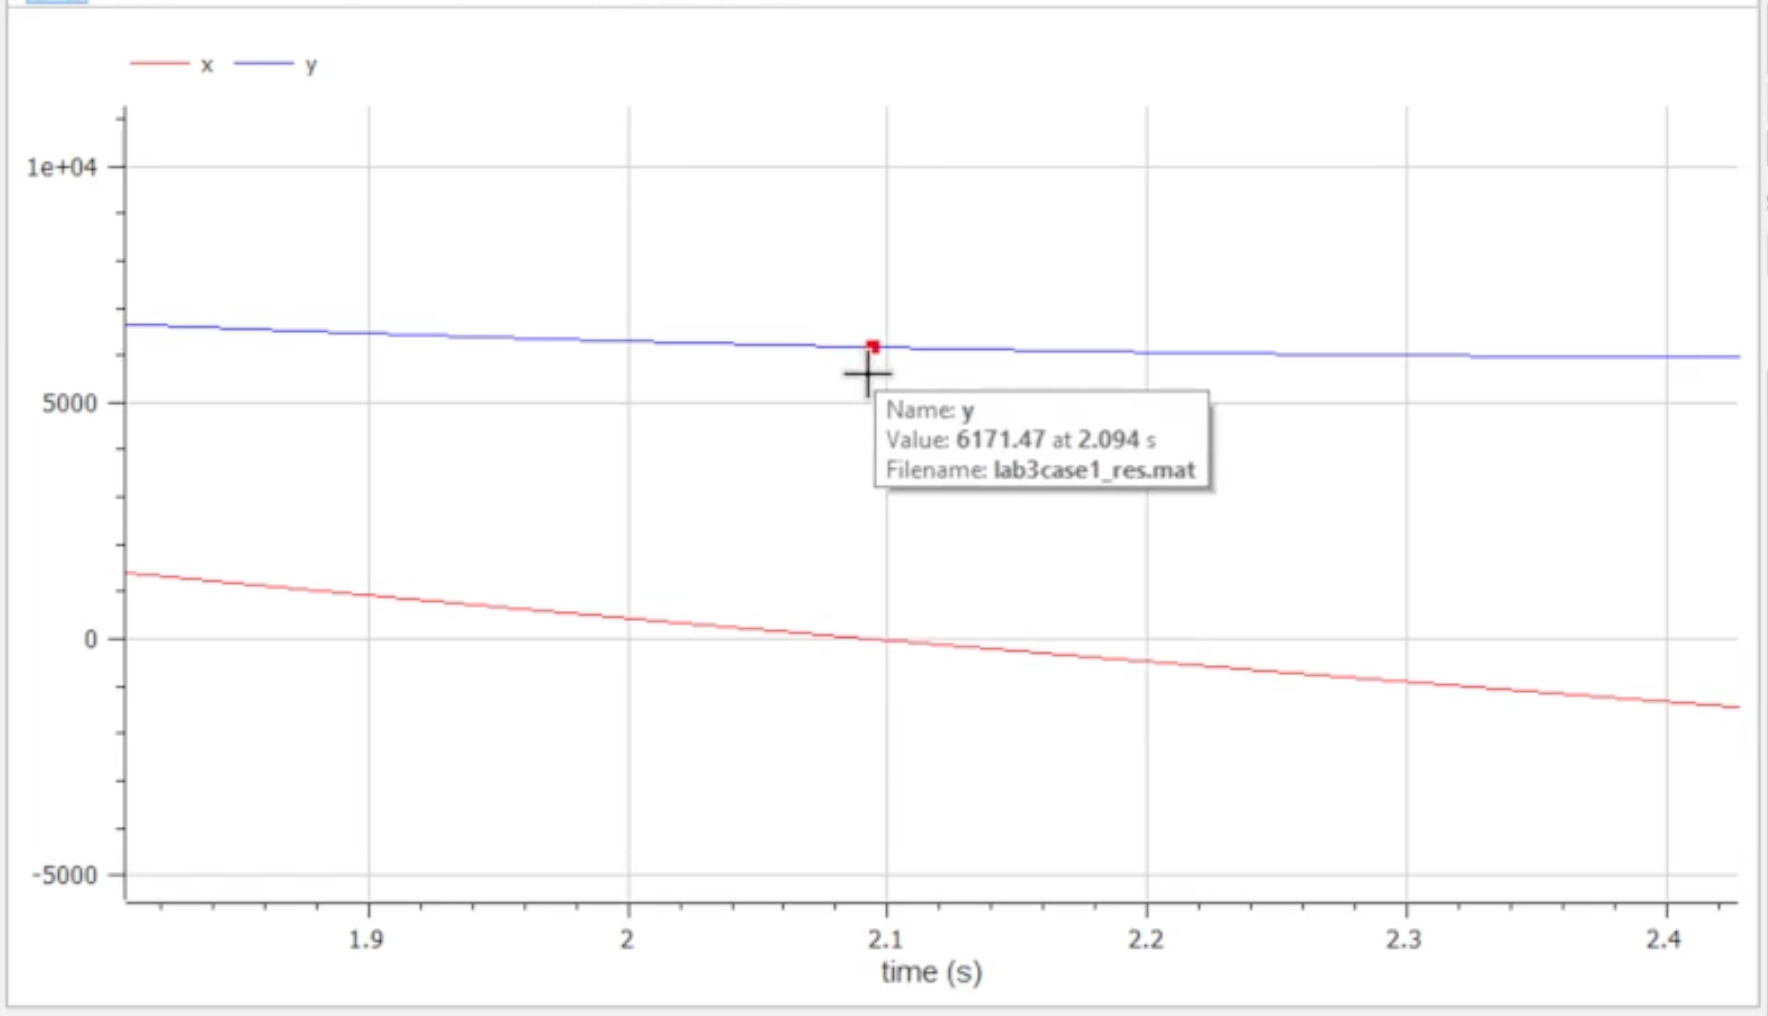 x y
1e+04
5000
0
-5000
Name: y
Value: 6171.47 at 2.094 s
Filename: lab3case1_res.mat
1.9 2 2.1 2.2 2.3 2.4
time (s)